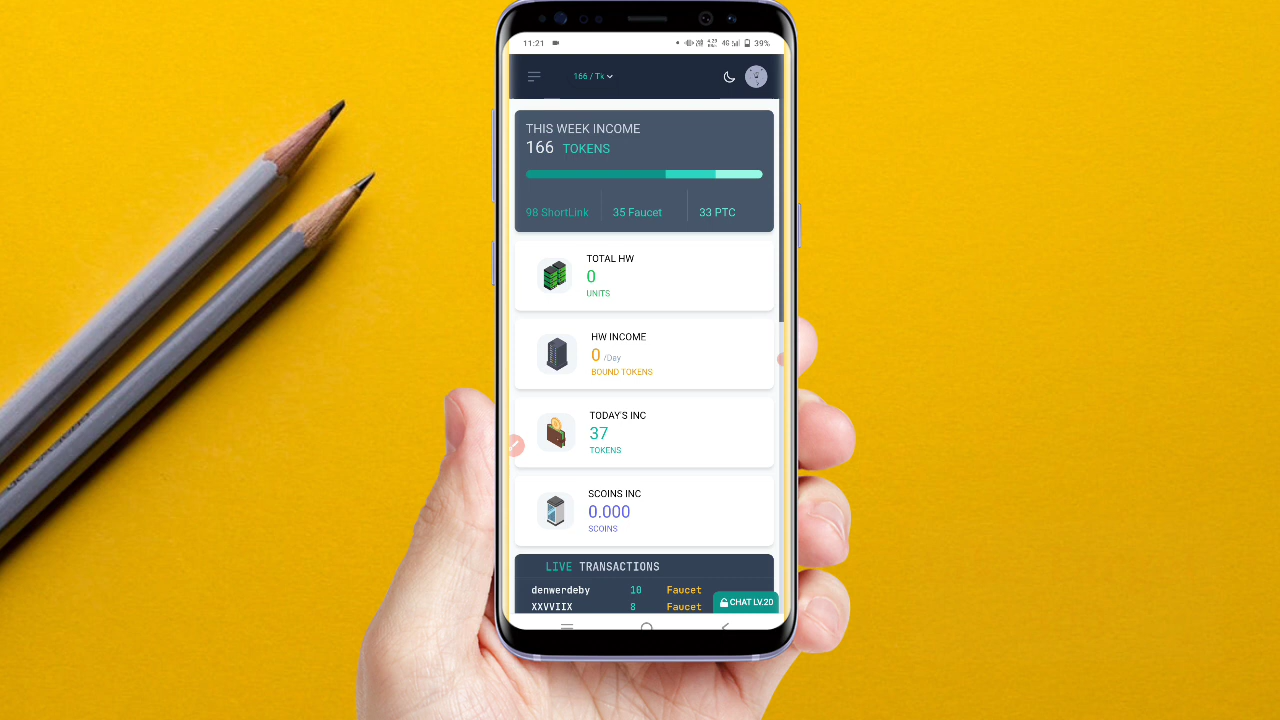 11:21
4G
39%
166 / Tk
THIS WEEK INCOME
166 TOKENS
98 ShortLink 35 Faucet 33 PTC
TOTAL HW
0
UNITS
HW INCOME
0 /Day
BOUND TOKENS
TODAY'S INC
37
TOKENS
SCOINS INC
0.000
SCOINS
LIVE TRANSACTIONS
denwerdeby 10 Faucet
XXVVIIX 8 Faucet
CHAT LV.20